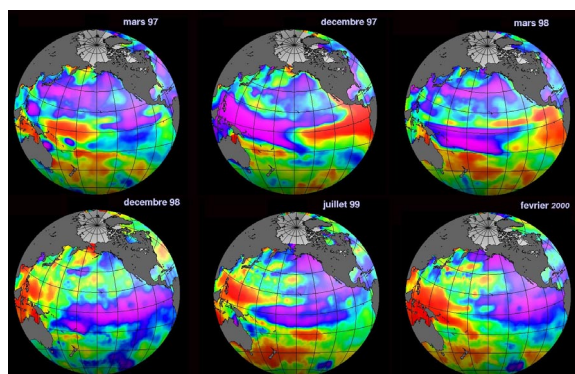 mars 97
decembre 97
mars 98
decembre 98
juillet 99
fevrier 2000